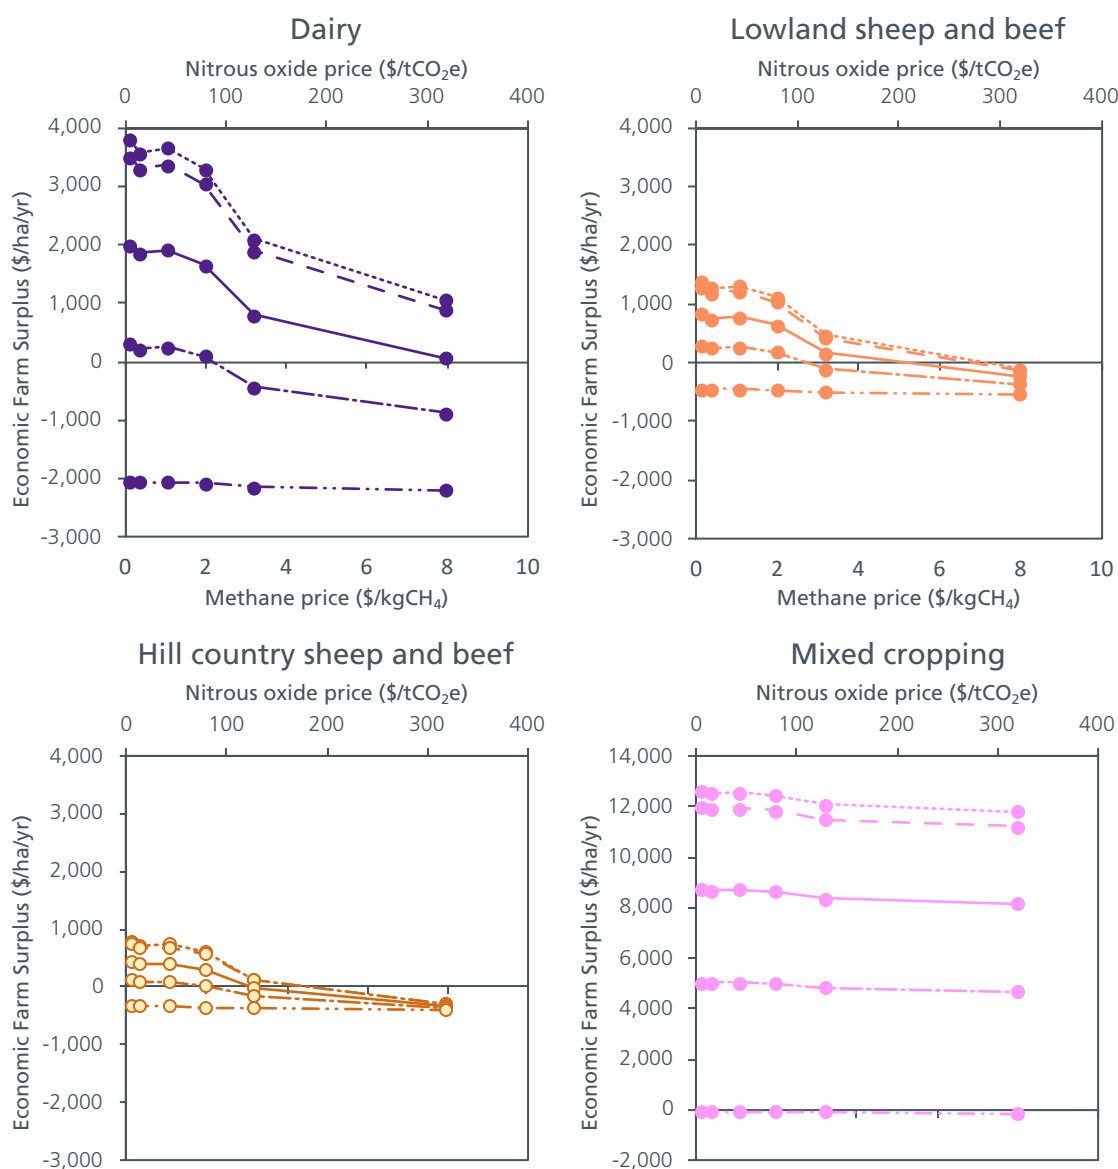 Dairy
Nitrous oxide price ($/tCO₂e)
0 100 200 300 400
4,000
3,000
2,000
1,000
0
-1,000
-2,000
-3,000
Economic Farm Surplus ($/ha/yr)
0 2 4 6 8 10
Methane price ($/kgCH₄)
Lowland sheep and beef
Nitrous oxide price ($/tCO₂e)
0 100 200 300 400
4,000
3,000
2,000
1,000
0
-1,000
-2,000
-3,000
Economic Farm Surplus ($/ha/yr)
0 2 4 6 8 10
Methane price ($/kgCH₄)
Hill country sheep and beef
Nitrous oxide price ($/tCO₂e)
0 100 200 300 400
4,000
3,000
2,000
1,000
0
-1,000
-2,000
-3,000
Economic Farm Surplus ($/ha/yr)
Mixed cropping
Nitrous oxide price ($/tCO₂e)
0 100 200 300 400
14,000
12,000
10,000
8,000
6,000
4,000
2,000
0
-2,000
Economic Farm Surplus ($/ha/yr)